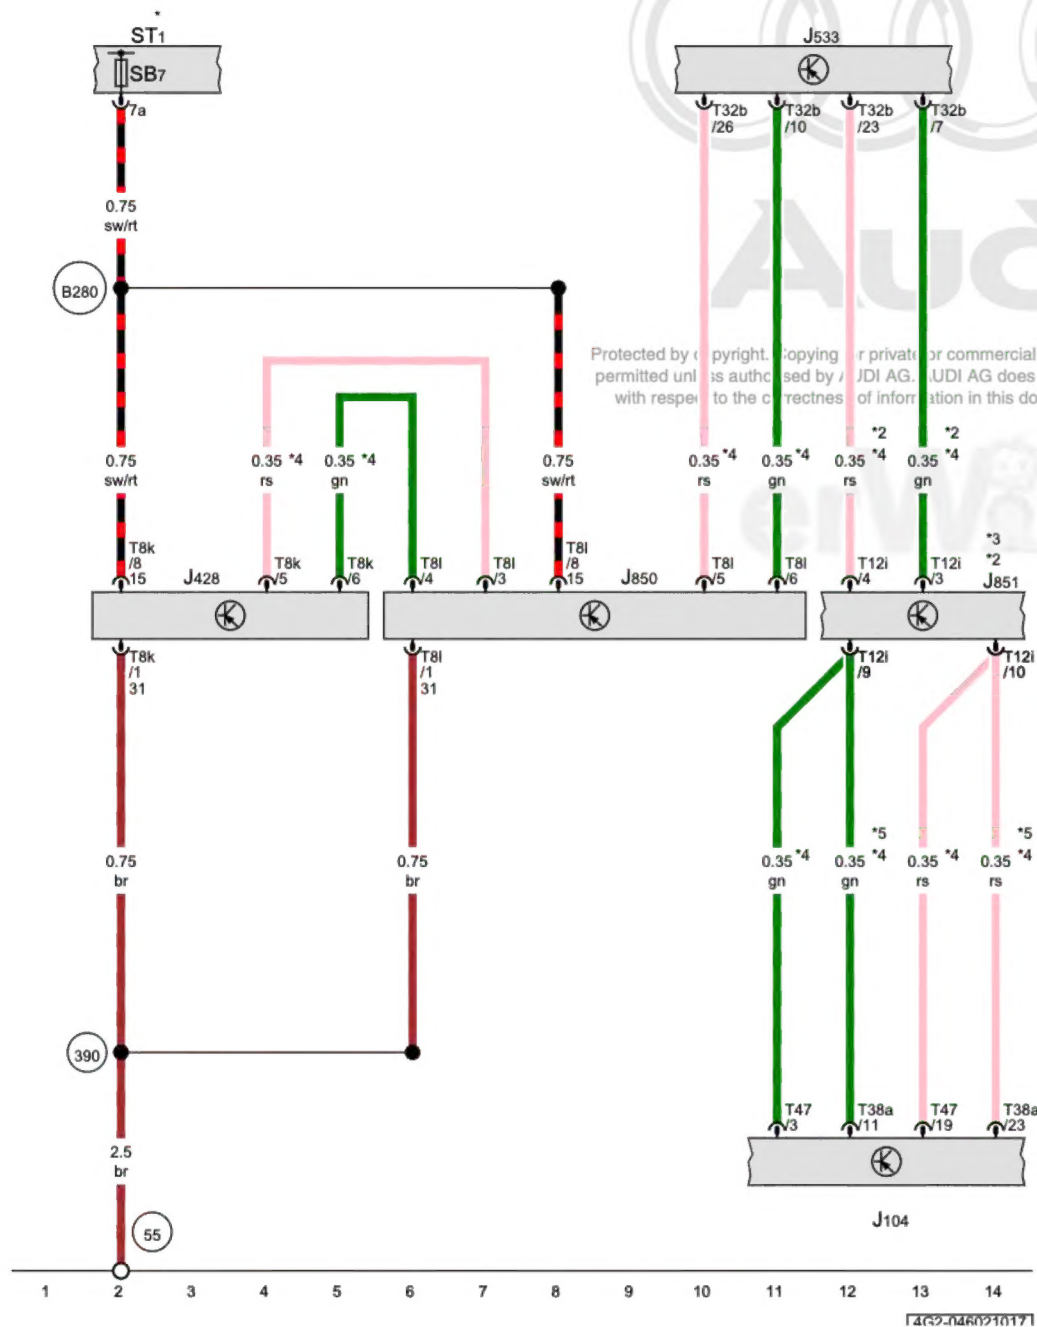 *
ST1
SB7
7a
J533
T32b
/26
T32b
/10
T32b
/23
T32b
/7
0.75
sw/rt
B280
Audi
Protected by copyright. Copying for private or commercial
permitted unless authorised by AUDI AG. AUDI AG does
with respect to the correctness of information in this do
0.75
sw/rt
0.35 *4
rs
0.35 *4
gn
0.75
sw/rt
0.35 *4
rs
0.35 *4
gn
*2
0.35 *4
rs
*2
0.35 *4
gn
T8k
/8
15
J428
T8k
/5
T8k
/6
T8l
/4
T8l
/3
T8l
/8
15
J850
T8l
/5
T8l
/6
T12i
/4
T12i
/3
*3
*2
J851
T8k
/1
31
T8l
/1
31
T12i
/9
T12i
/10
0.75
br
0.75
br
0.35 *4
gn
*5
0.35 *4
gn
0.35 *4
rs
*5
0.35 *4
rs
390
2.5
br
55
T47
/3
T38a
/11
T47
/19
T38a
/23
J104
1 2 3 4 5 6 7 8 9 10 11 12 13 14
4G2-046021017